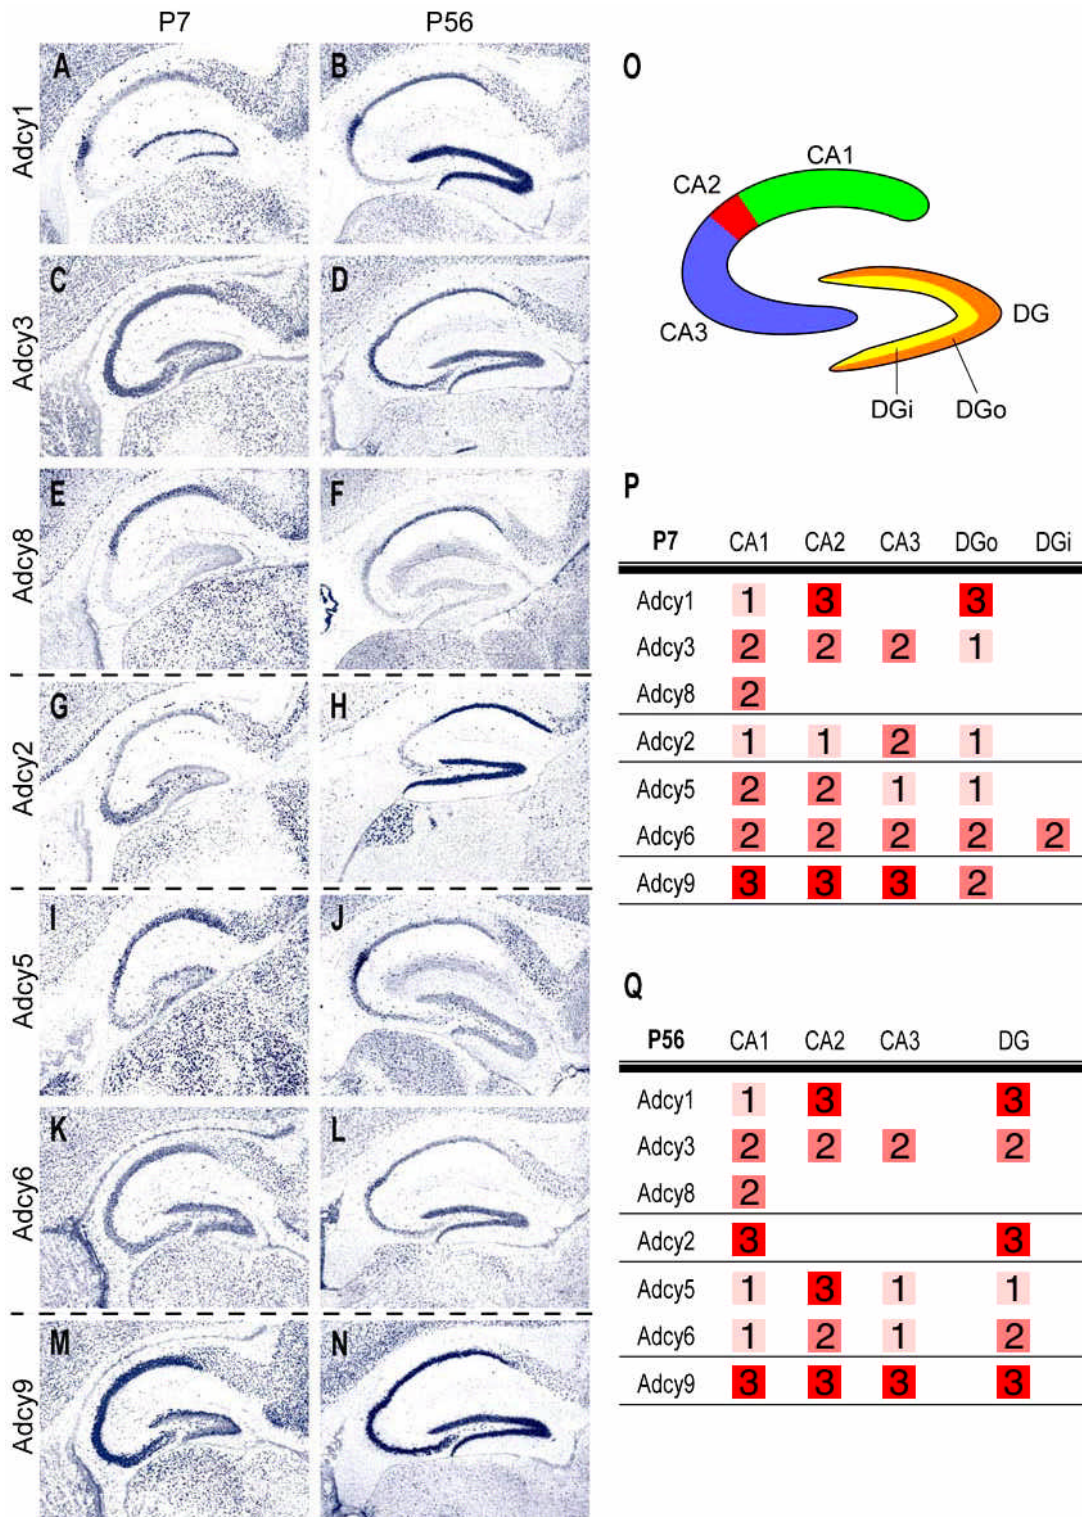 P7 P56
A B
Adcy1
C D
Adcy3
E F
Adcy8
G H
Adcy2
I J
Adcy5
K L
Adcy6
M N
Adcy9
O
CA1
CA2
CA3
DG
DGi DGo
P
P7 CA1 CA2 CA3 DGo DGi
Adcy1 1 3 3
Adcy3 2 2 2 1
Adcy8 2
Adcy2 1 1 2 1
Adcy5 2 2 1 1
Adcy6 2 2 2 2 2
Adcy9 3 3 3 2
Q
P56 CA1 CA2 CA3 DG
Adcy1 1 3 3
Adcy3 2 2 2 2
Adcy8 2
Adcy2 3 3
Adcy5 1 3 1 1
Adcy6 1 2 1 2
Adcy9 3 3 3 3